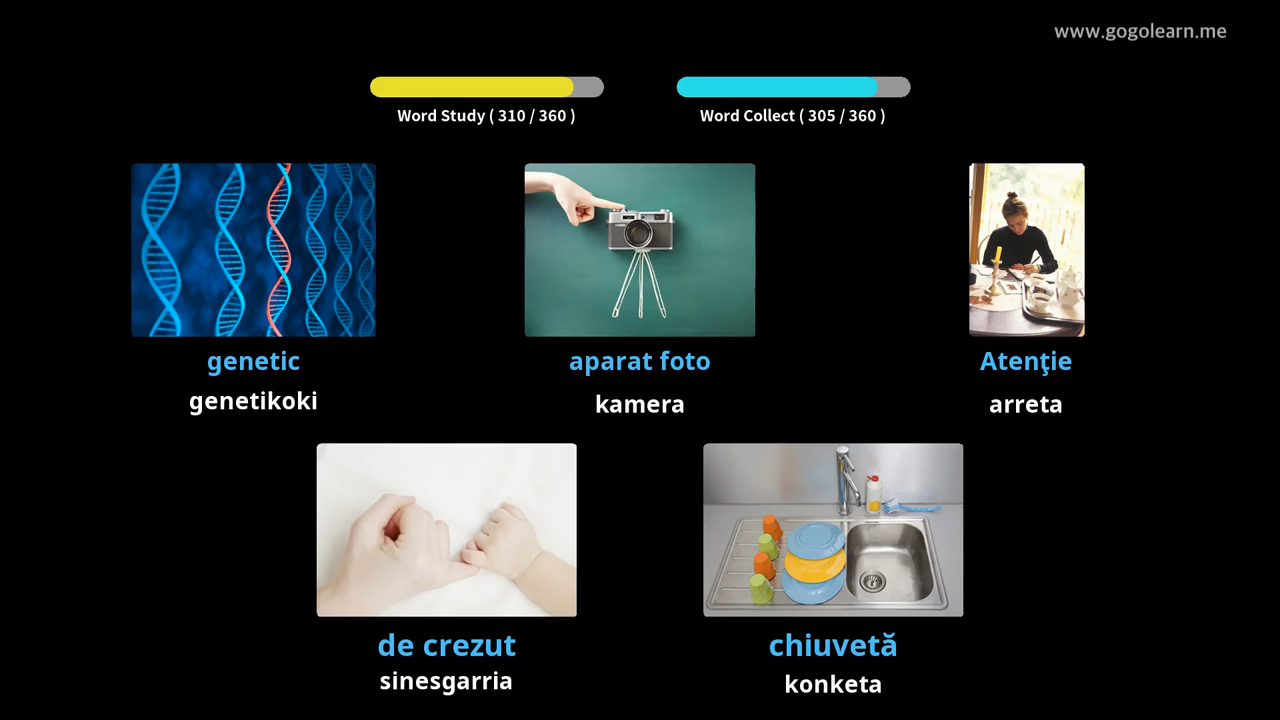 www.gogolearn.me
Word Study ( 310 / 360 )
Word Collect ( 305 / 360 )
genetic
genetikoki
aparat foto
kamera
Atenţie
arreta
de crezut
sinesgarria
chiuvetă
konketa